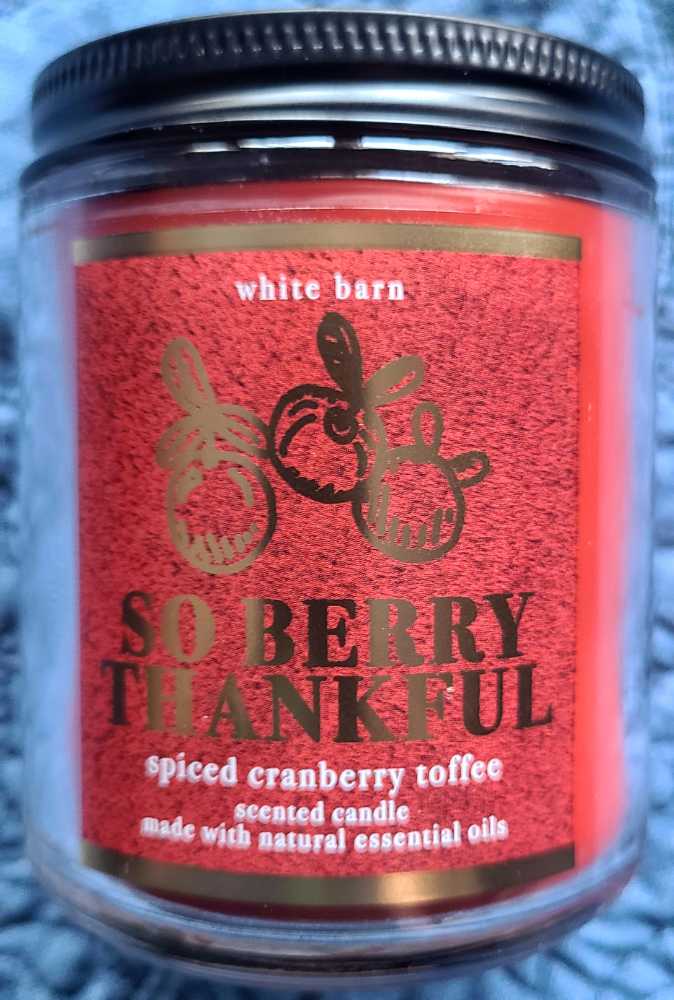 white barn
SO BERRY
THANKFUL
spiced cranberry toffee
scented candle
made with natural essential oils